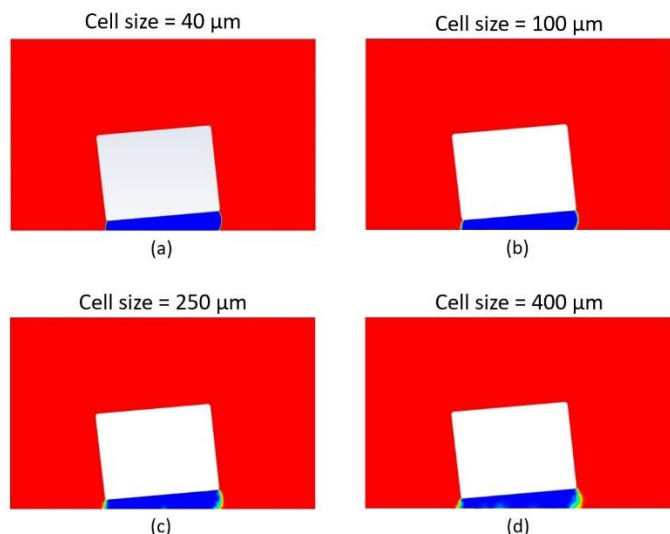 Cell size = 40 µm
Cell size = 100 µm
(a)
(b)
Cell size = 250 µm
Cell size = 400 µm
(c)
(d)